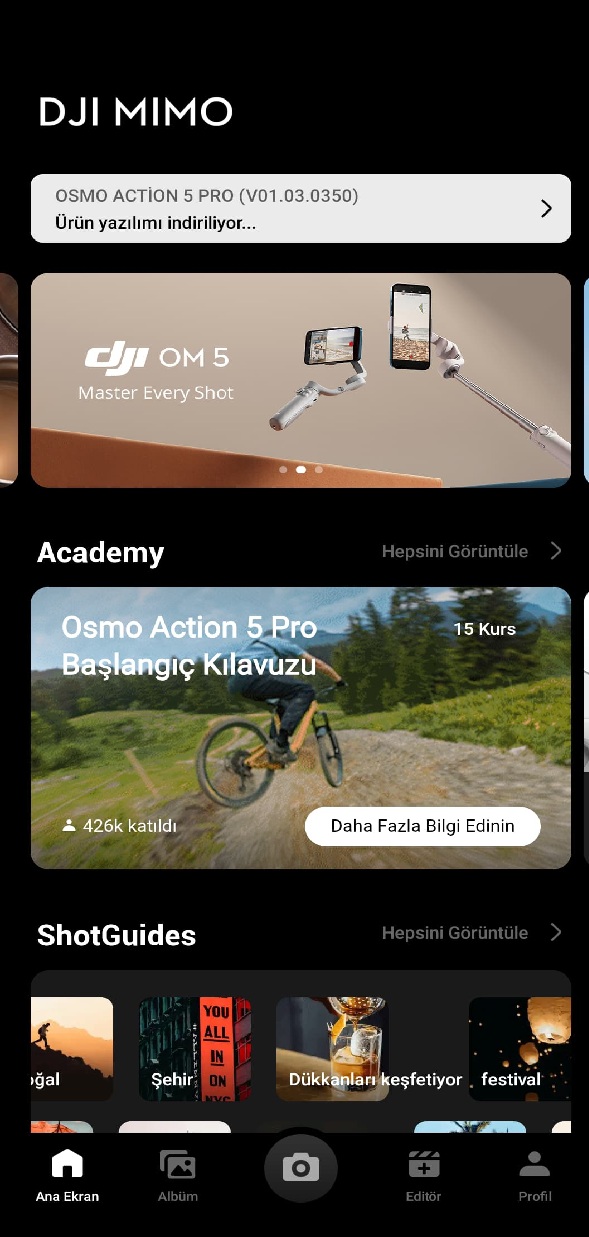 DJI MIMO
OSMO ACTİON 5 PRO (V01.03.0350)
Ürün yazılımı indiriliyor...
dji OM 5
Master Every Shot
Academy
Hepsini Görüntüle
Osmo Action 5 Pro
15 Kurs
Başlangıç Kılavuzu
426k katıldı
Daha Fazla Bilgi Edinin
ShotGuides
Hepsini Görüntüle
oğal
Şehir
YOU
ALL
IN
ON
NYC
Dükkanları keşfetiyor
festival
Ana Ekran
Albüm
Editör
Profil